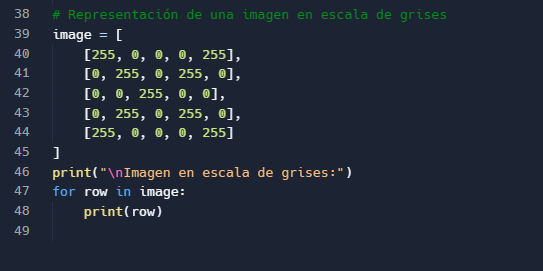 38 # Representación de una imagen en escala de grises
39 image = [
40     [255, 0, 0, 0, 255],
41     [0, 255, 0, 255, 0],
42     [0, 0, 255, 0, 0],
43     [0, 255, 0, 255, 0],
44     [255, 0, 0, 0, 255]
45 ]
46 print("\nImagen en escala de grises:")
47 for row in image:
48     print(row)
49